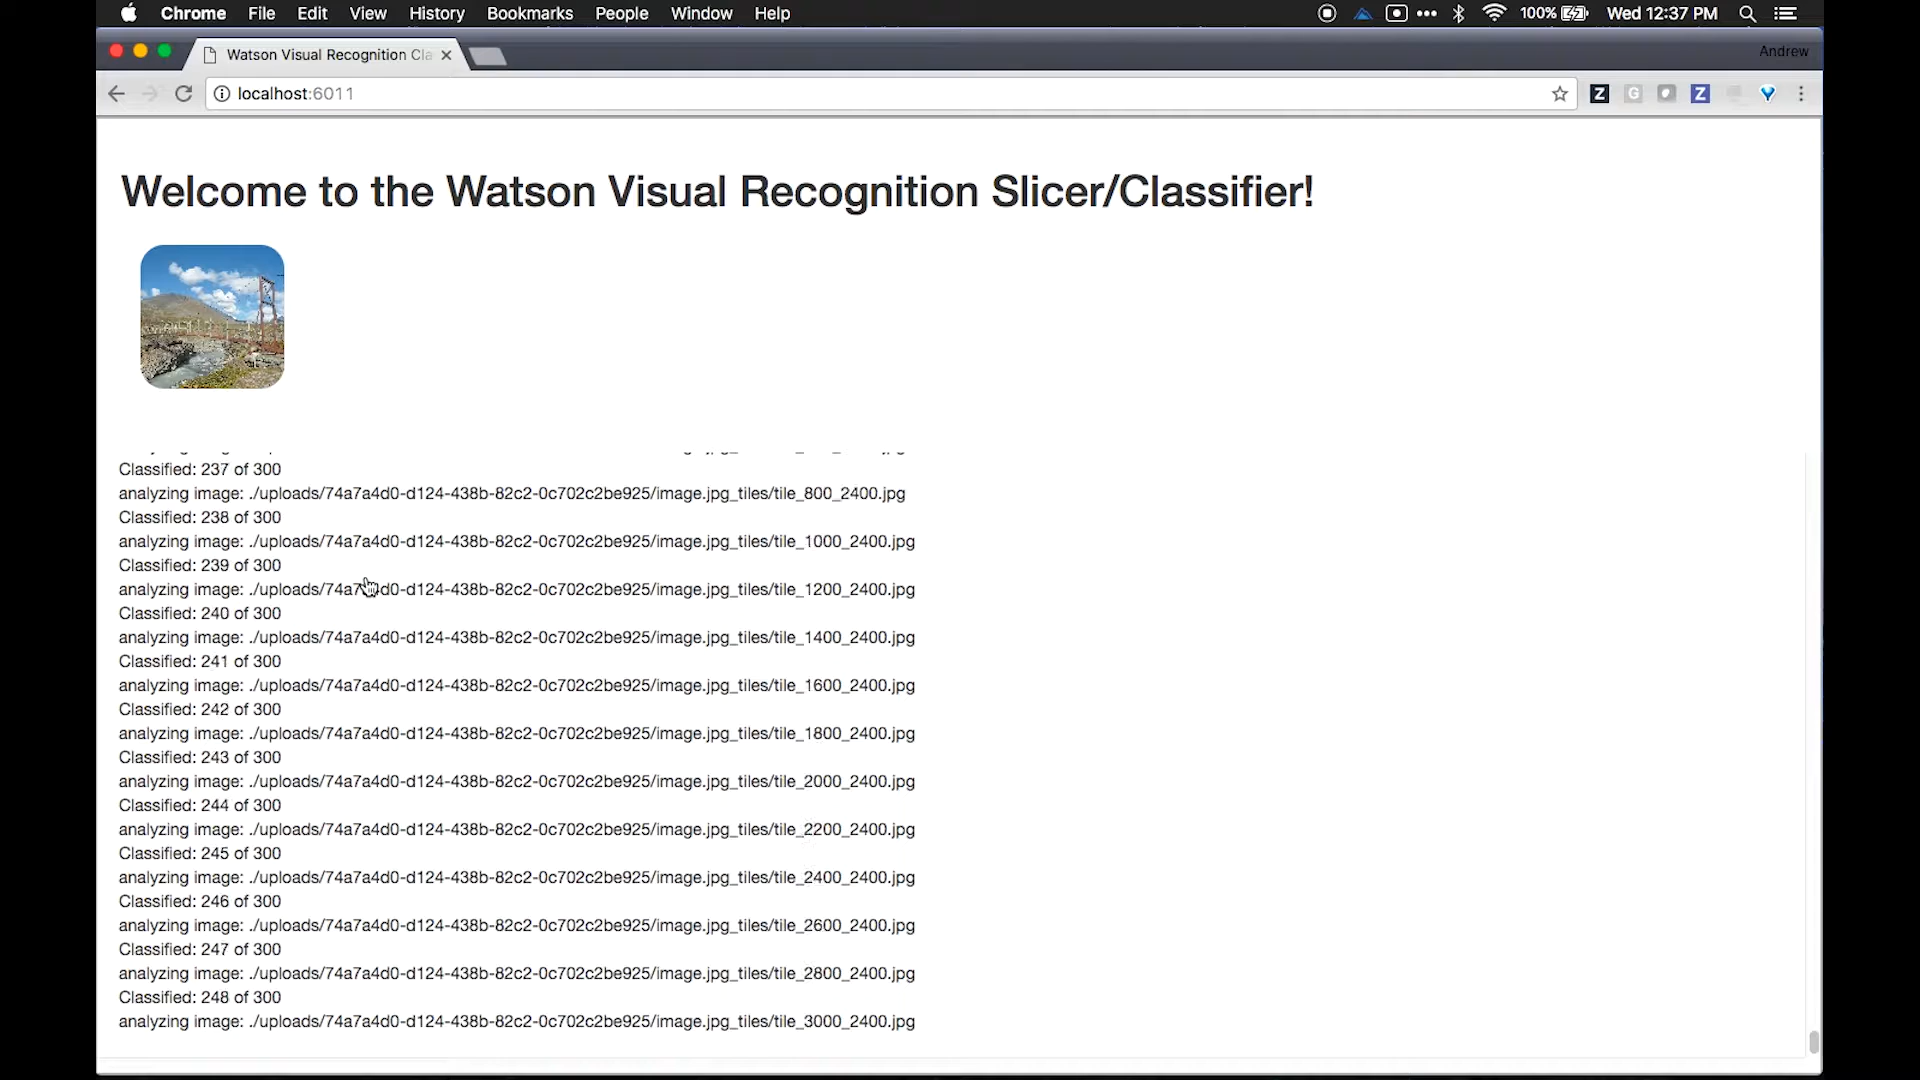 Chrome File Edit View History Bookmarks People Window Help 100% Wed 12:37 PM
Watson Visual Recognition Cla Andrew
localhost:6011
Welcome to the Watson Visual Recognition Slicer/Classifier!
Classified: 237 of 300
analyzing image: ./uploads/74a7a4d0-d124-438b-82c2-0c702c2be925/image.jpg_tiles/tile_800_2400.jpg
Classified: 238 of 300
analyzing image: ./uploads/74a7a4d0-d124-438b-82c2-0c702c2be925/image.jpg_tiles/tile_1000_2400.jpg
Classified: 239 of 300
analyzing image: ./uploads/74a7a4d0-d124-438b-82c2-0c702c2be925/image.jpg_tiles/tile_1200_2400.jpg
Classified: 240 of 300
analyzing image: ./uploads/74a7a4d0-d124-438b-82c2-0c702c2be925/image.jpg_tiles/tile_1400_2400.jpg
Classified: 241 of 300
analyzing image: ./uploads/74a7a4d0-d124-438b-82c2-0c702c2be925/image.jpg_tiles/tile_1600_2400.jpg
Classified: 242 of 300
analyzing image: ./uploads/74a7a4d0-d124-438b-82c2-0c702c2be925/image.jpg_tiles/tile_1800_2400.jpg
Classified: 243 of 300
analyzing image: ./uploads/74a7a4d0-d124-438b-82c2-0c702c2be925/image.jpg_tiles/tile_2000_2400.jpg
Classified: 244 of 300
analyzing image: ./uploads/74a7a4d0-d124-438b-82c2-0c702c2be925/image.jpg_tiles/tile_2200_2400.jpg
Classified: 245 of 300
analyzing image: ./uploads/74a7a4d0-d124-438b-82c2-0c702c2be925/image.jpg_tiles/tile_2400_2400.jpg
Classified: 246 of 300
analyzing image: ./uploads/74a7a4d0-d124-438b-82c2-0c702c2be925/image.jpg_tiles/tile_2600_2400.jpg
Classified: 247 of 300
analyzing image: ./uploads/74a7a4d0-d124-438b-82c2-0c702c2be925/image.jpg_tiles/tile_2800_2400.jpg
Classified: 248 of 300
analyzing image: ./uploads/74a7a4d0-d124-438b-82c2-0c702c2be925/image.jpg_tiles/tile_3000_2400.jpg